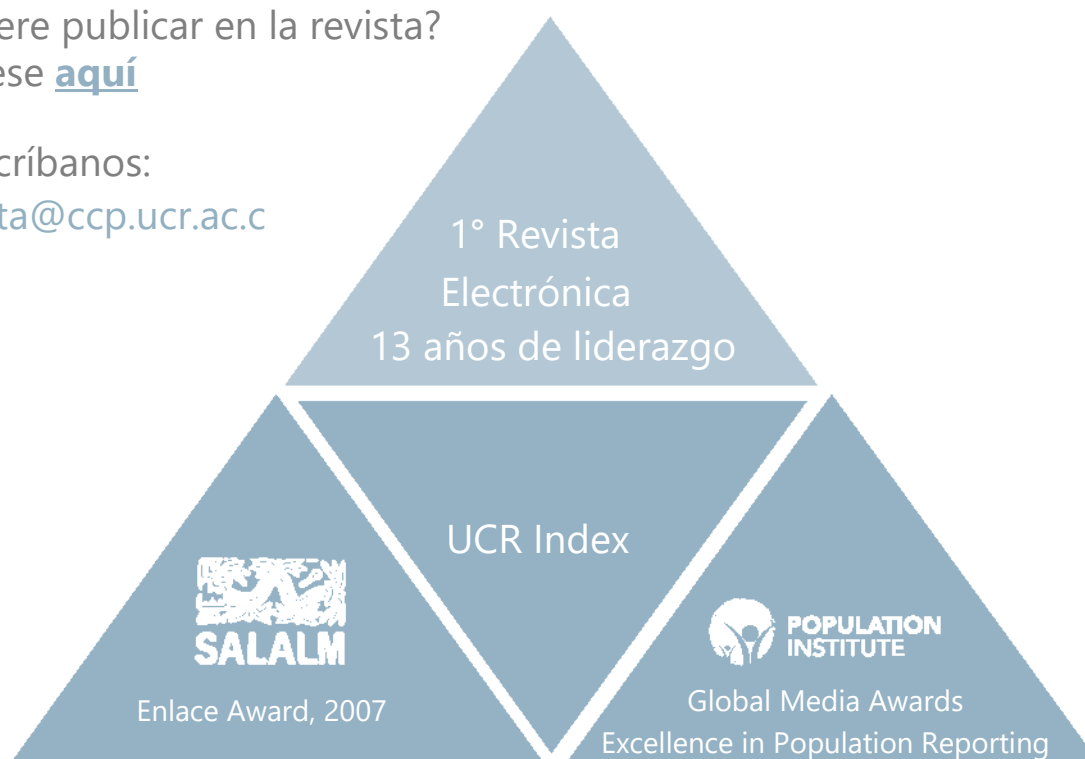 ere publicar en la revista?
ese aquí
críbanos:
ta@ccp.ucr.ac.c
1° Revista
Electrónica
13 años de liderazgo
UCR Index
SALALM
Enlace Award, 2007
POPULATION
INSTITUTE
Global Media Awards
Excellence in Population Reporting